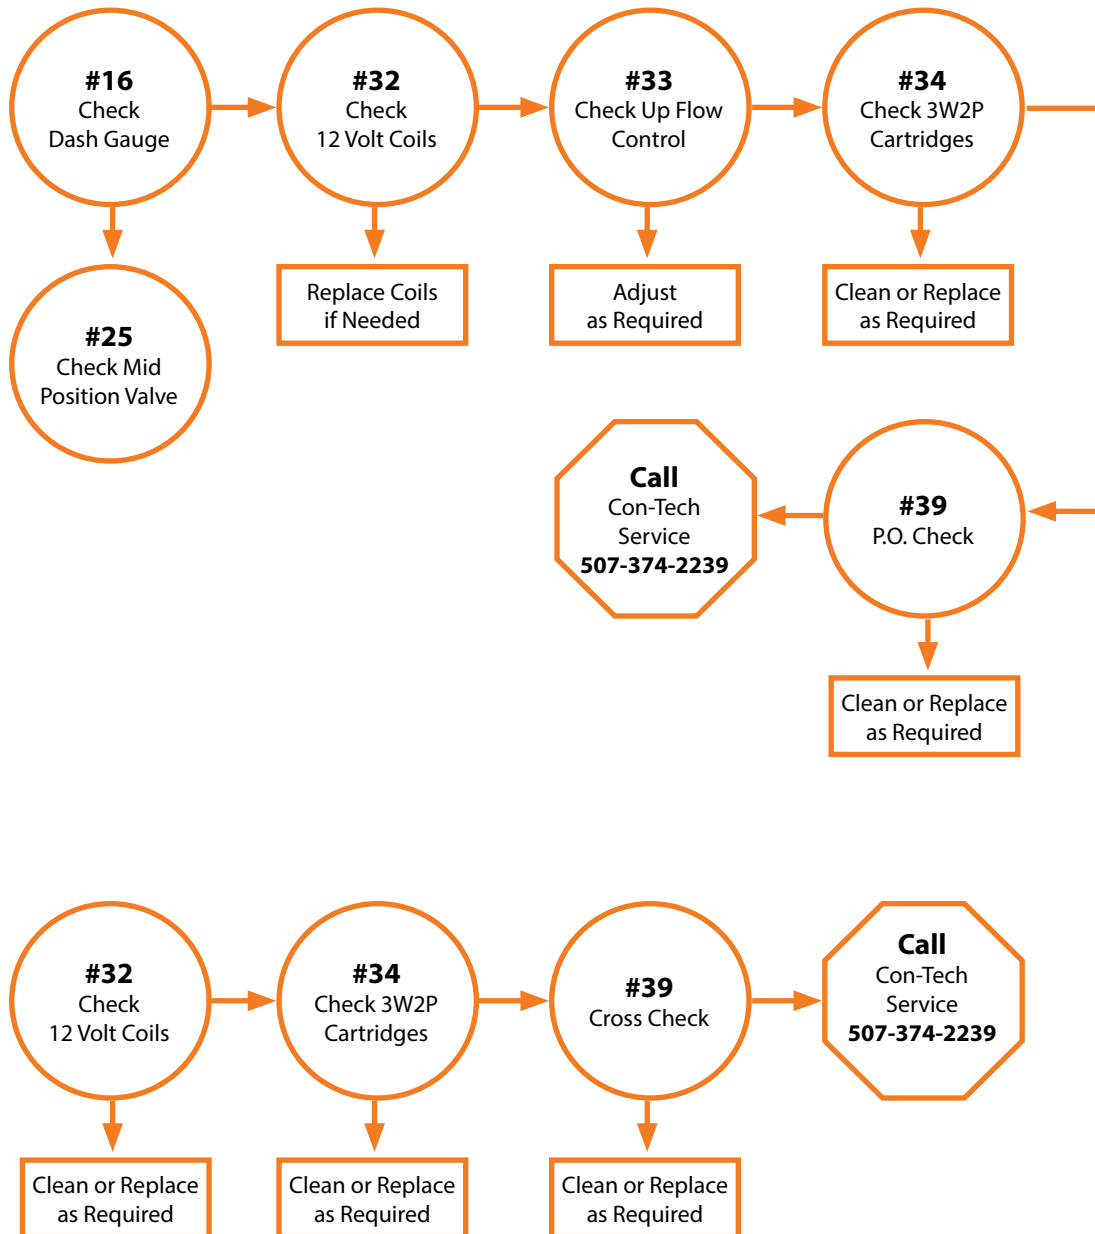 #16
Check
Dash Gauge
#32
Check
12 Volt Coils
#33
Check Up Flow
Control
#34
Check 3W2P
Cartridges
#25
Check Mid
Position Valve
Replace Coils
if Needed
Adjust
as Required
Clean or Replace
as Required
Call
Con-Tech
Service
507-374-2239
#39
P.O. Check
Clean or Replace
as Required
#32
Check
12 Volt Coils
#34
Check 3W2P
Cartridges
#39
Cross Check
Call
Con-Tech
Service
507-374-2239
Clean or Replace
as Required
Clean or Replace
as Required
Clean or Replace
as Required